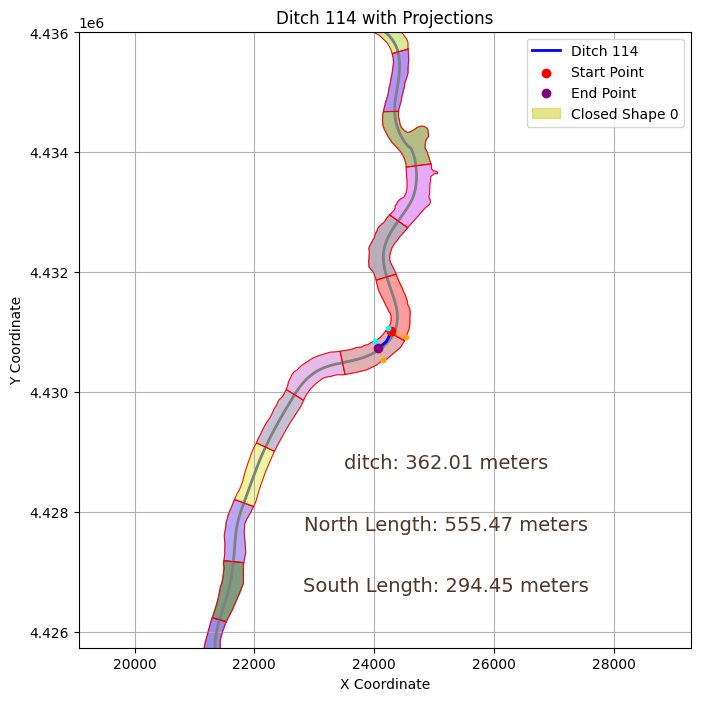 Ditch 114 with Projections
1e6
4.436
4.434
4.432
4.430
4.428
4.426
Y Coordinate
Ditch 114
Start Point
End Point
Closed Shape 0
ditch: 362.01 meters
North Length: 555.47 meters
South Length: 294.45 meters
20000 22000 24000 26000 28000
X Coordinate